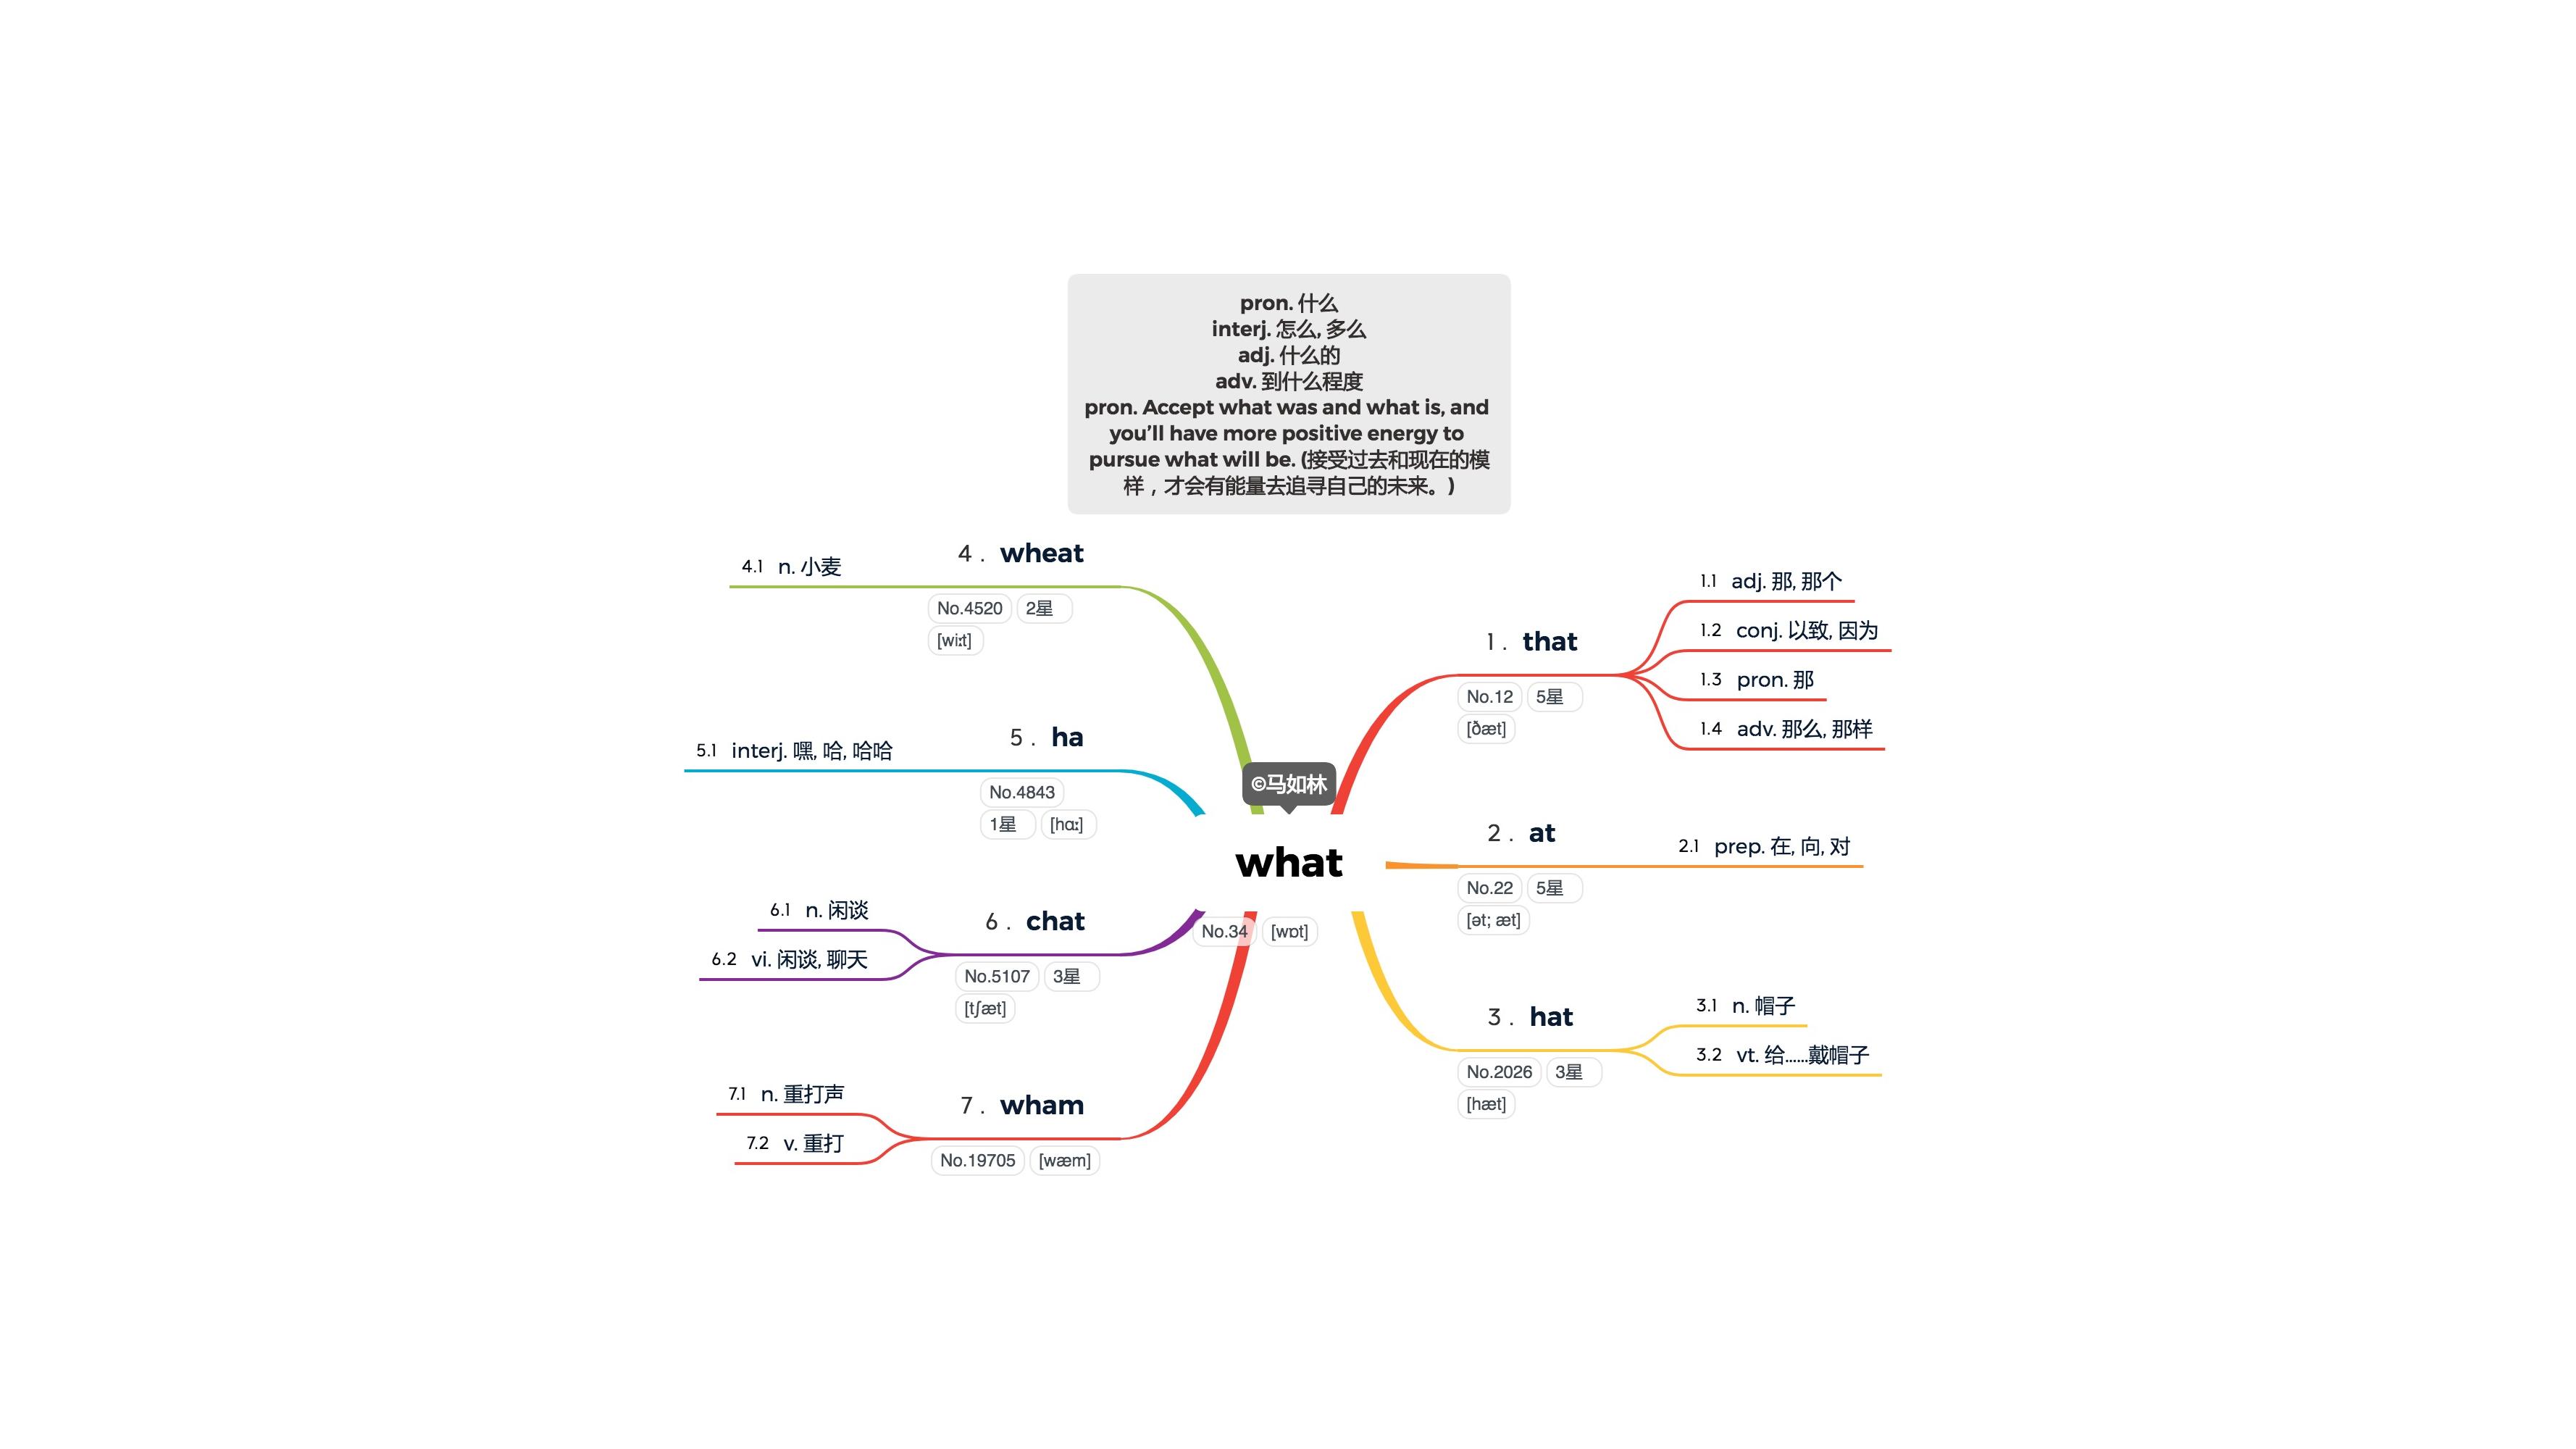 pron. 什么
interj. 怎么, 多么
adj. 什么的
adv. 到什么程度
pron. Accept what was and what is, and
you’ll have more positive energy to
pursue what will be. (接受过去和现在的模
样，才会有能量去追寻自己的未来。)
©马如林
what
No.34 [wɒt]
1. that
No.12 5星
[ðæt]
1.1 adj. 那, 那个
1.2 conj. 以致, 因为
1.3 pron. 那
1.4 adv. 那么, 那样
2. at
No.22 5星
[ət; æt]
2.1 prep. 在, 向, 对
3. hat
No.2026 3星
[hæt]
3.1 n. 帽子
3.2 vt. 给……戴帽子
4. wheat
No.4520 2星
[wiːt]
4.1 n. 小麦
5. ha
No.4843
1星 [hɑː]
5.1 interj. 嘿, 哈, 哈哈
6. chat
No.5107 3星
[tʃæt]
6.1 n. 闲谈
6.2 vi. 闲谈, 聊天
7. wham
No.19705 [wæm]
7.1 n. 重打声
7.2 v. 重打